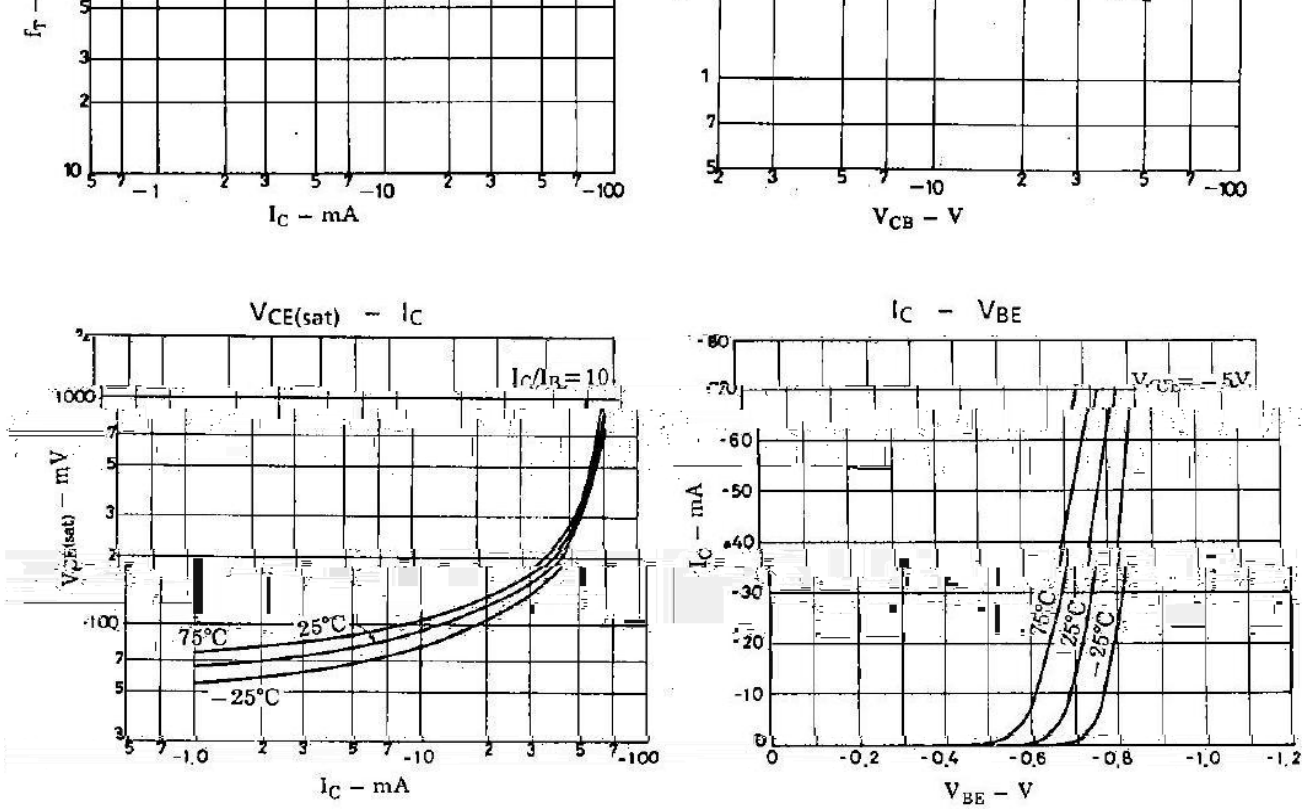 f_T
5
3
2
10
5 7 -1 2 3 5 7 -10 2 3 5 7 -100
I_C – mA
1
7
5
2 3 5 7 -10 2 3 5 7 -100
V_CB – V
V_CE(sat) – I_C
2
I_C/I_B=10
1000
7
5
3
2
-100
7
5
3
V_CE(sat) – mV
75°C
25°C
-25°C
5 7 -1.0 2 3 5 7 -10 2 3 5 7 -100
I_C – mA
I_C – V_BE
-80
-70
-60
-50
-40
-30
-20
-10
0
I_C – mA
= -5V
75°C
-25°C
-25°C
0 -0.2 -0.4 -0.6 -0.8 -1.0 -1.2
V_BE – V